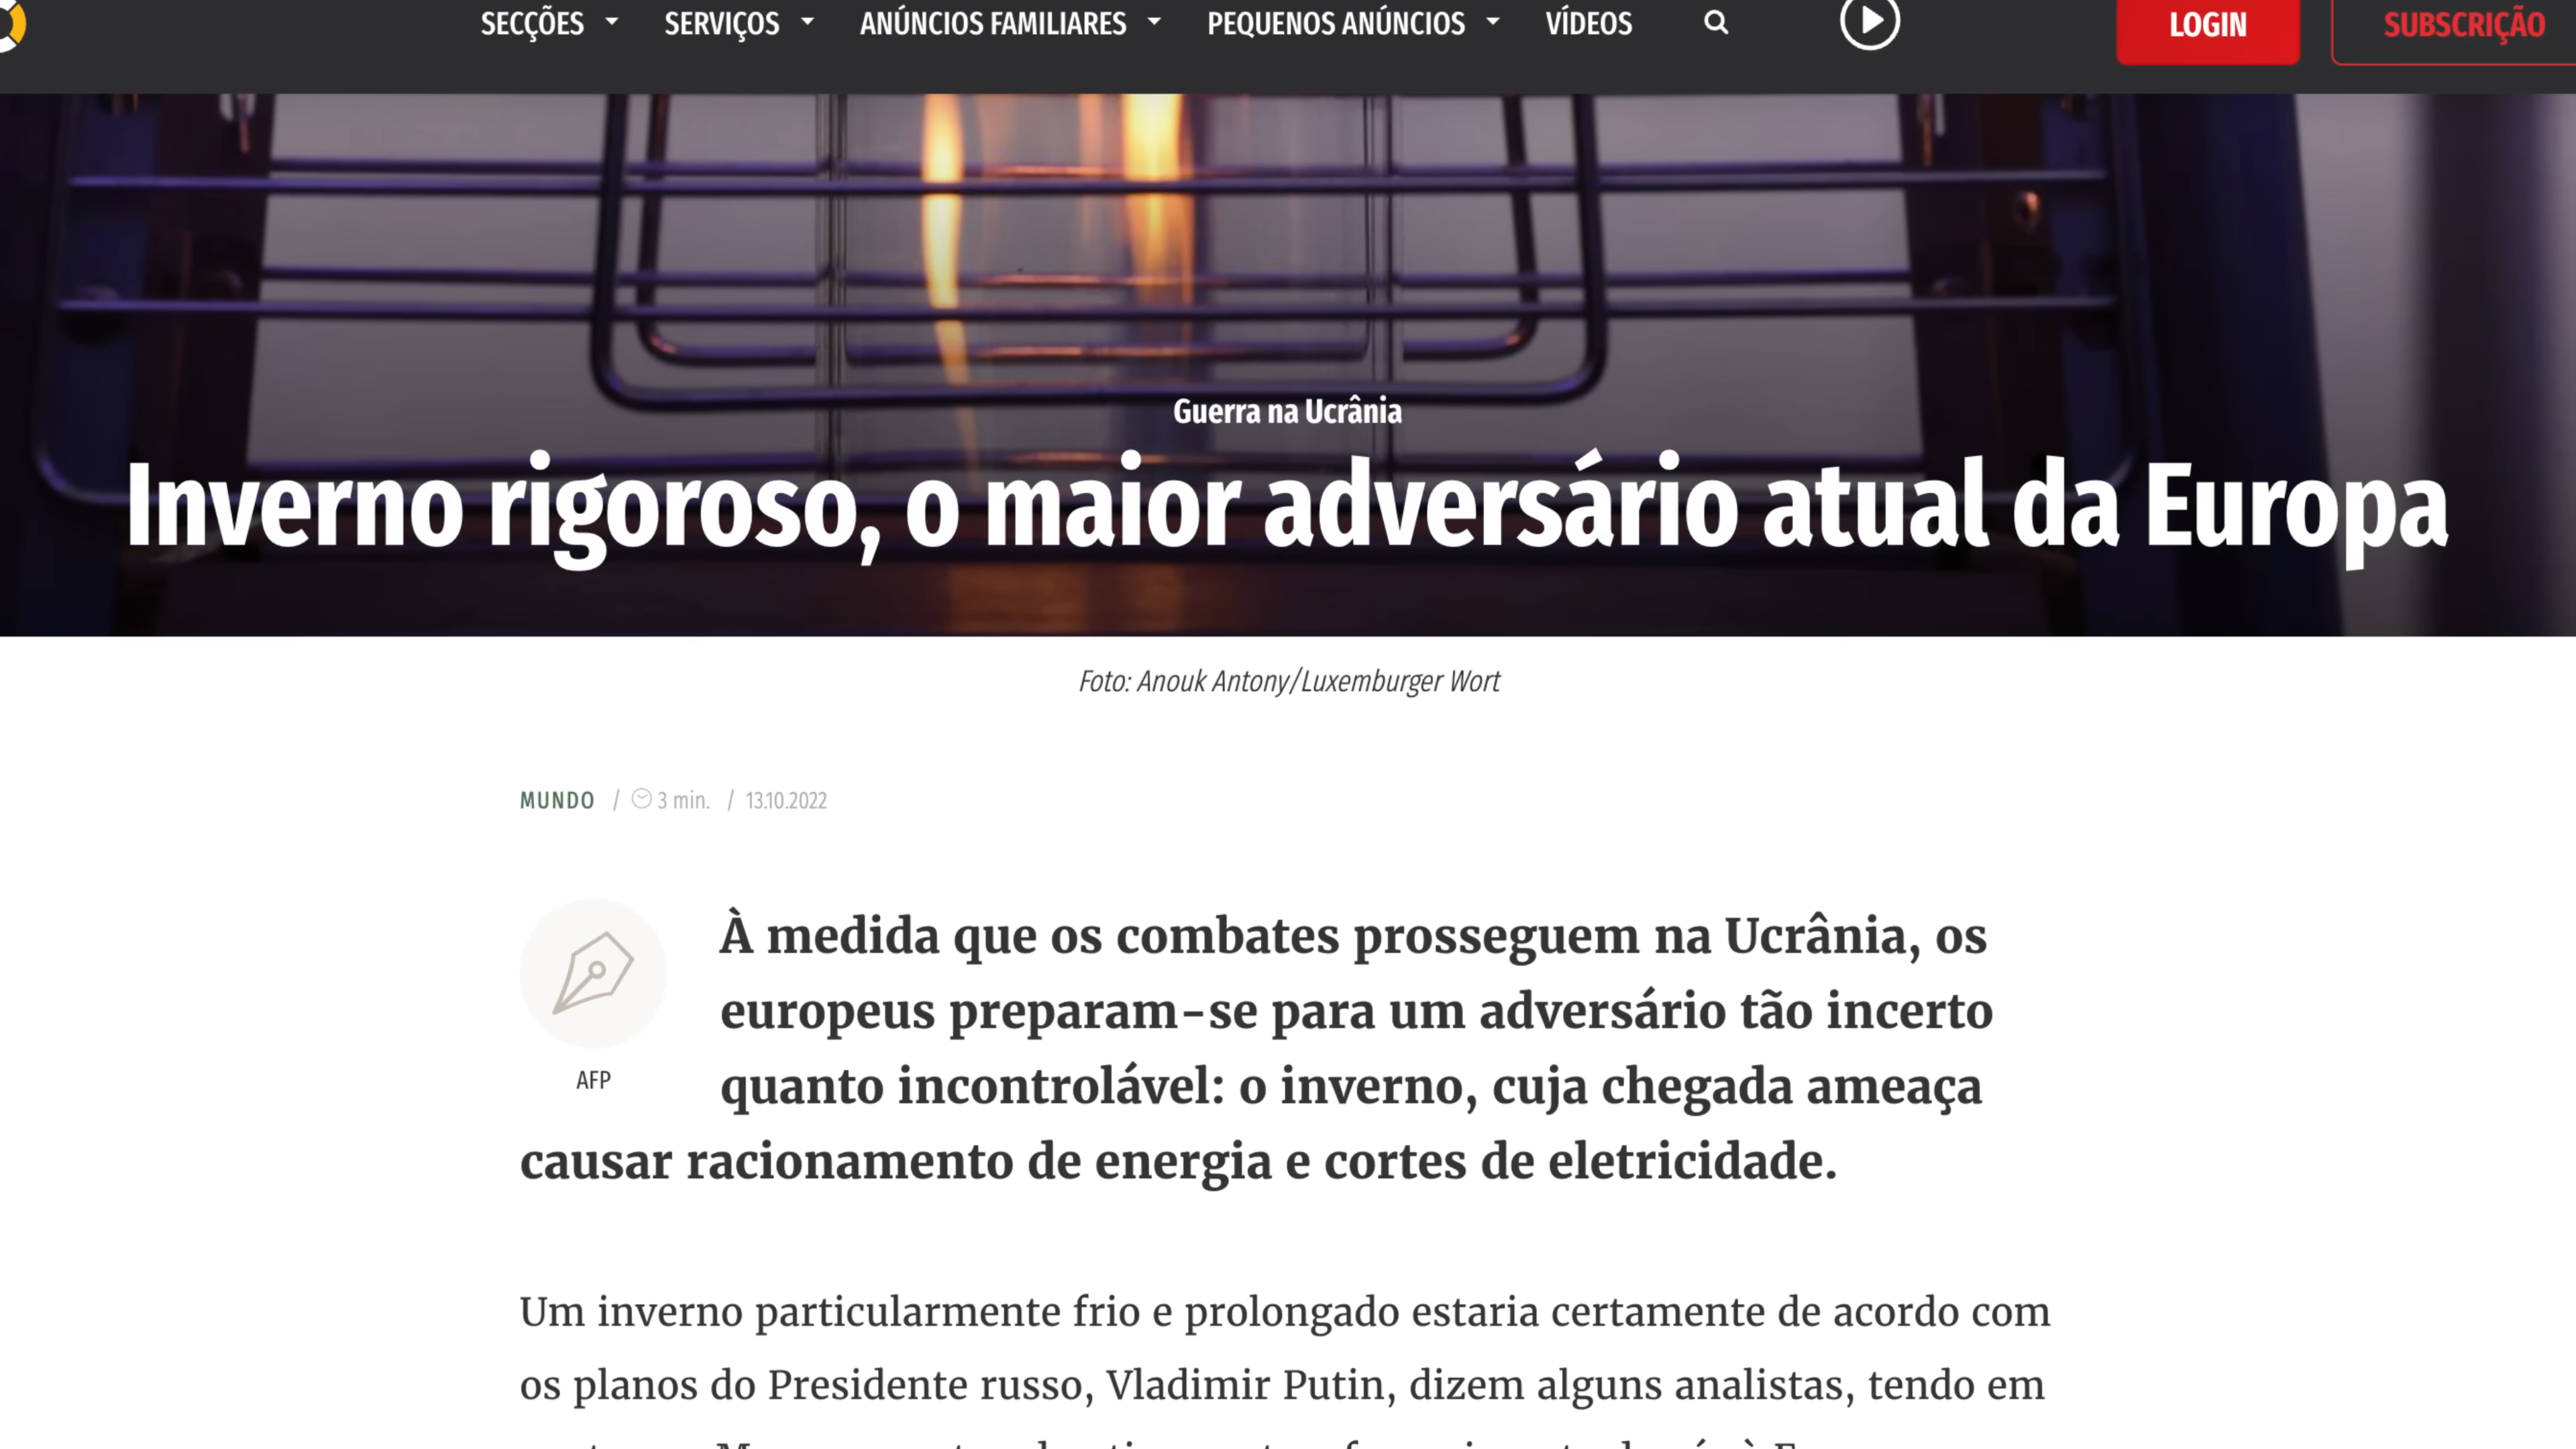 SECÇÕES SERVIÇOS ANÚNCIOS FAMILIARES PEQUENOS ANÚNCIOS VÍDEOS LOGIN SUBSCRIÇÃO
Guerra na Ucrânia
Inverno rigoroso, o maior adversário atual da Europa
Foto: Anouk Antony/Luxemburger Wort
MUNDO / 3 min. / 13.10.2022
À medida que os combates prosseguem na Ucrânia, os
europeus preparam-se para um adversário tão incerto
quanto incontrolável: o inverno, cuja chegada ameaça
AFP
causar racionamento de energia e cortes de eletricidade.
Um inverno particularmente frio e prolongado estaria certamente de acordo com
os planos do Presidente russo, Vladimir Putin, dizem alguns analistas, tendo em